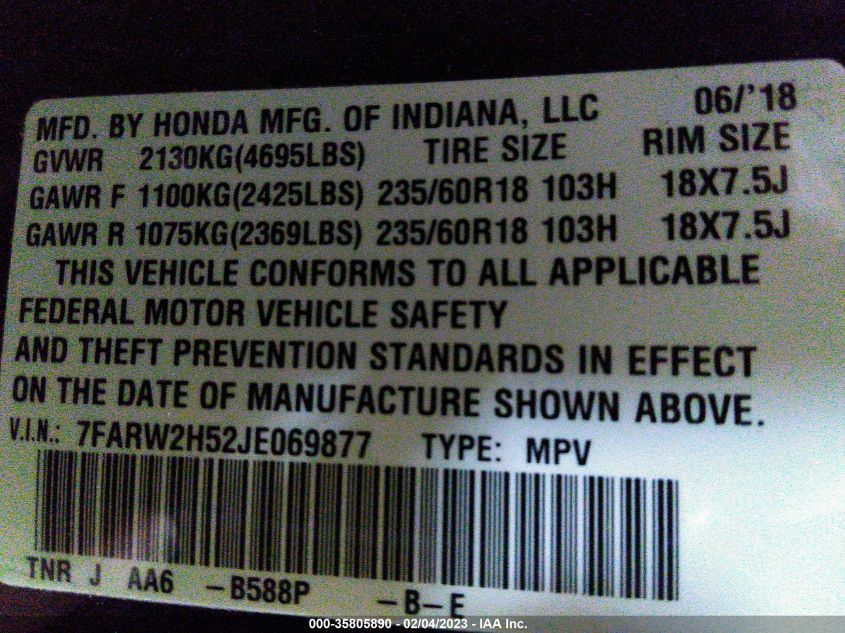 MFD. BY HONDA MFG. OF INDIANA, LLC 06/'18
GVWR 2130KG(4695LBS) TIRE SIZE RIM SIZE
GAWR F 1100KG(2425LBS) 235/60R18 103H 18X7.5J
GAWR R 1075KG(2369LBS) 235/60R18 103H 18X7.5J
THIS VEHICLE CONFORMS TO ALL APPLICABLE
FEDERAL MOTOR VEHICLE SAFETY
AND THEFT PREVENTION STANDARDS IN EFFECT
ON THE DATE OF MANUFACTURE SHOWN ABOVE.
V.I.N.: 7FARW2H52JE069877 TYPE: MPV
TNR J AA6 -B588P -B-E
000-35805890 - 02/04/2023 - IAA Inc.